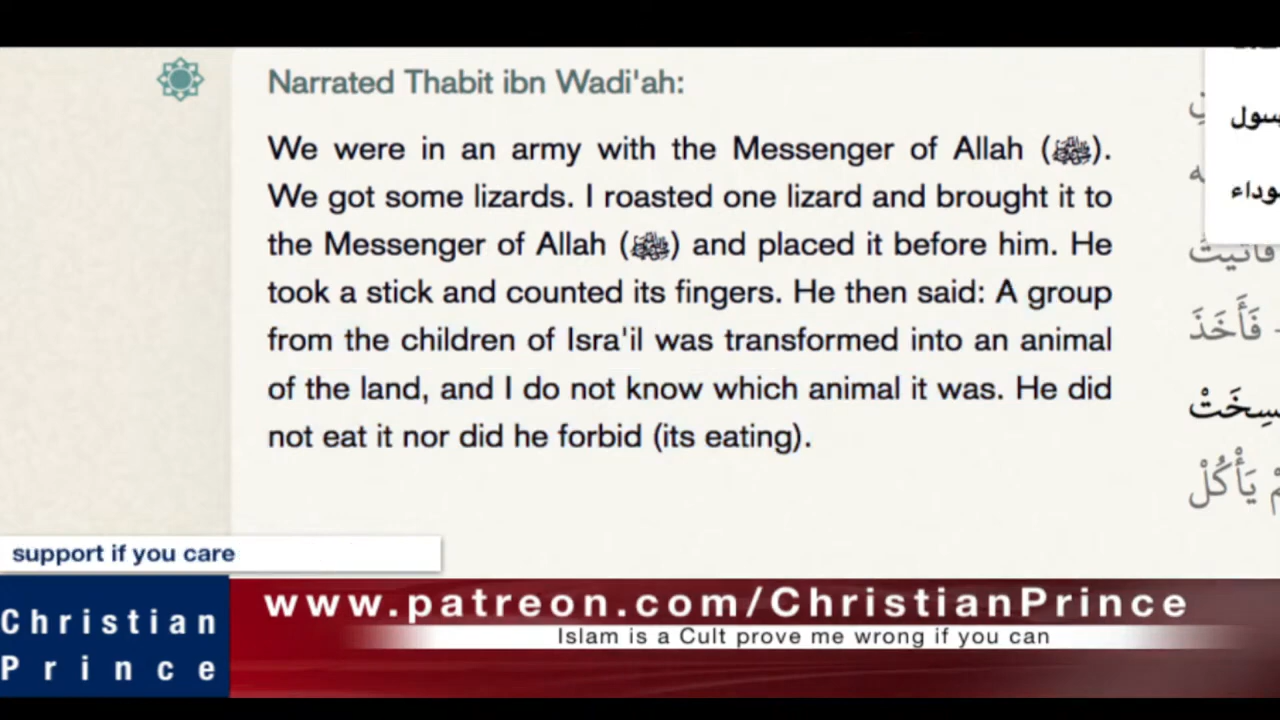 Narrated Thabit ibn Wadi'ah:
We were in an army with the Messenger of Allah (ﷺ).
We got some lizards. I roasted one lizard and brought it to
the Messenger of Allah (ﷺ) and placed it before him. He
took a stick and counted its fingers. He then said: A group
from the children of Isra'il was transformed into an animal
of the land, and I do not know which animal it was. He did
not eat it nor did he forbid (its eating).
فَأَخَذَ
يَأْكُلْ
support if you care
Christian
Prince
www.patreon.com/ChristianPrince
Islam is a Cult prove me wrong if you can